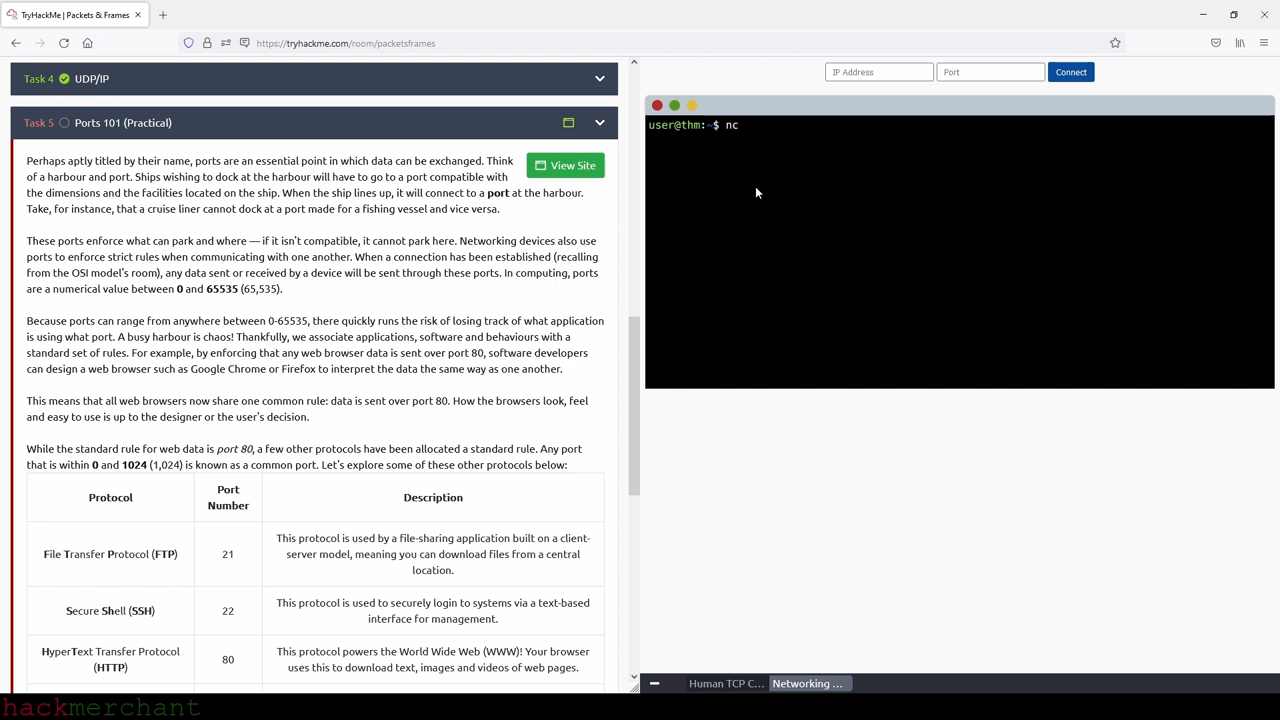 TryHackMe | Packets & Frames
https://tryhackme.com/room/packetsframes
Task 4 UDP/IP
Task 5 Ports 101 (Practical)
View Site
Perhaps aptly titled by their name, ports are an essential point in which data can be exchanged. Think
of a harbour and port. Ships wishing to dock at the harbour will have to go to a port compatible with
the dimensions and the facilities located on the ship. When the ship lines up, it will connect to a port at the harbour.
Take, for instance, that a cruise liner cannot dock at a port made for a fishing vessel and vice versa.
These ports enforce what can park and where — if it isn't compatible, it cannot park here. Networking devices also use
ports to enforce strict rules when communicating with one another. When a connection has been established (recalling
from the OSI model's room), any data sent or received by a device will be sent through these ports. In computing, ports
are a numerical value between 0 and 65535 (65,535).
Because ports can range from anywhere between 0-65535, there quickly runs the risk of losing track of what application
is using what port. A busy harbour is chaos! Thankfully, we associate applications, software and behaviours with a
standard set of rules. For example, by enforcing that any web browser data is sent over port 80, software developers
can design a web browser such as Google Chrome or Firefox to interpret the data the same way as one another.
This means that all web browsers now share one common rule: data is sent over port 80. How the browsers look, feel
and easy to use is up to the designer or the user's decision.
While the standard rule for web data is port 80, a few other protocols have been allocated a standard rule. Any port
that is within 0 and 1024 (1,024) is known as a common port. Let's explore some of these other protocols below:
Protocol
Port
Number
Description
File Transfer Protocol (FTP)
21
This protocol is used by a file-sharing application built on a client-
server model, meaning you can download files from a central
location.
Secure Shell (SSH)
22
This protocol is used to securely login to systems via a text-based
interface for management.
HyperText Transfer Protocol
(HTTP)
80
This protocol powers the World Wide Web (WWW)! Your browser
uses this to download text, images and videos of web pages.
IP Address
Port
Connect
user@thm:~$ nc
Human TCP C...
Networking ...
hackmerchant